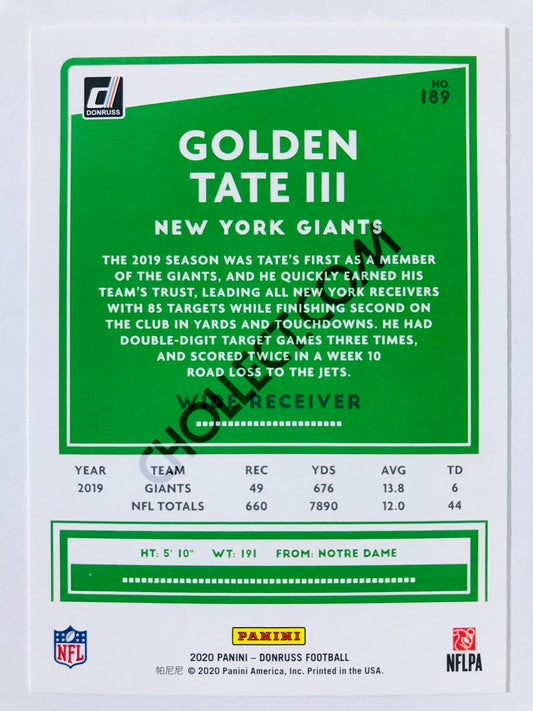 DONRUSS
NO.
189
GOLDEN
TATE III
NEW YORK GIANTS
THE 2019 SEASON WAS TATE'S FIRST AS A MEMBER
OF THE GIANTS, AND HE QUICKLY EARNED HIS
TEAM'S TRUST, LEADING ALL NEW YORK RECEIVERS
WITH 85 TARGETS WHILE FINISHING SECOND ON
THE CLUB IN YARDS AND TOUCHDOWNS. HE HAD
DOUBLE-DIGIT TARGET GAMES THREE TIMES,
AND SCORED TWICE IN A WEEK 10
ROAD LOSS TO THE JETS.
WIDE RECEIVER
CHOLLECT.COM
YEAR TEAM REC YDS AVG TD
2019 GIANTS 49 676 13.8 6
NFL TOTALS 660 7890 12.0 44
HT: 5' 10" WT: 191 FROM: NOTRE DAME
NFL
PANINI
NFLPA
2020 PANINI – DONRUSS FOOTBALL
帕尼尼 © 2020 Panini America, Inc. Printed in the USA.